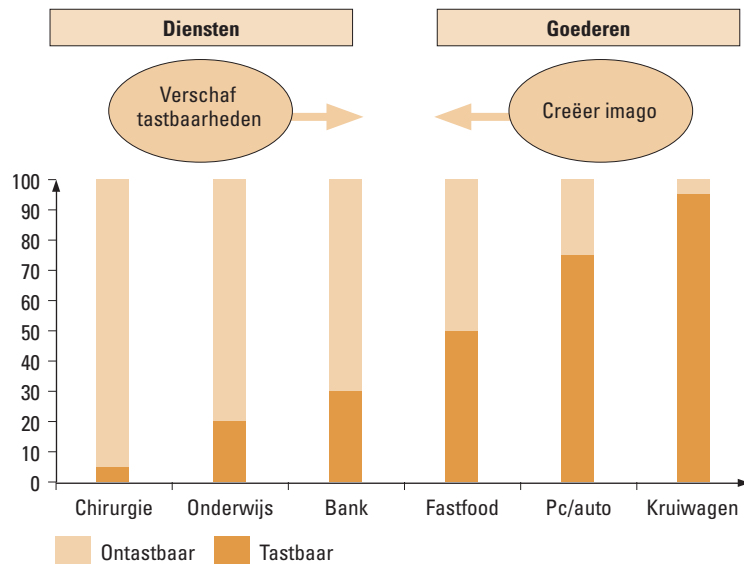 Diensten
Goederen
Verschaf
tastbaarheden
Creëer imago
100
90
80
70
60
50
40
30
20
10
0
Chirurgie
Onderwijs
Bank
Fastfood
Pc/auto
Kruiwagen
Ontastbaar
Tastbaar